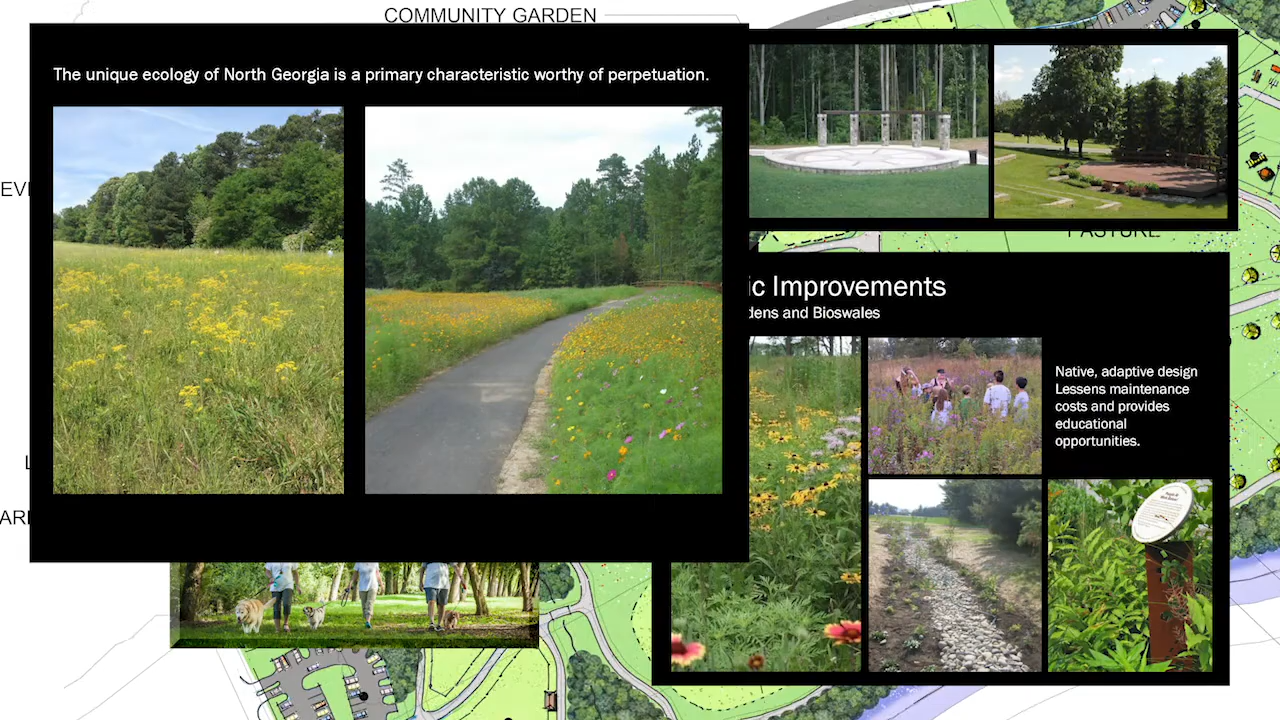 COMMUNITY GARDEN
The unique ecology of North Georgia is a primary characteristic worthy of perpetuation.
EV
PASTURE
ic Improvements
dens and Bioswales
Native, adaptive design
Lessens maintenance
costs and provides
educational
opportunities.
L
AR